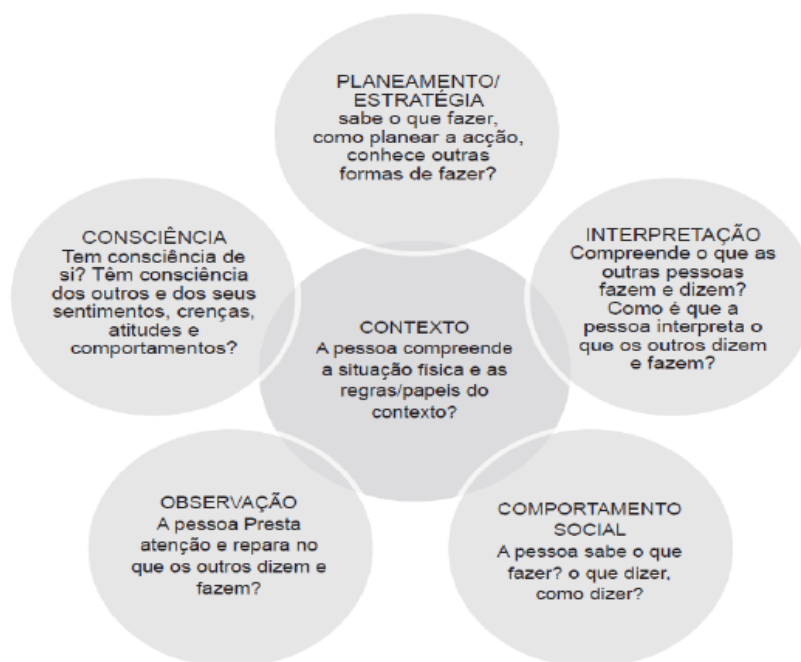 PLANEAMENTO/
ESTRATÉGIA
sabe o que fazer,
como planear a acção,
conhece outras
formas de fazer?
CONSCIÊNCIA
Tem consciência de
si? Têm consciência
dos outros e dos seus
sentimentos, crenças,
atitudes e
comportamentos?
INTERPRETAÇÃO
Compreende o que as
outras pessoas
fazem e dizem?
Como é que a
pessoa interpreta o
que os outros dizem
e fazem?
CONTEXTO
A pessoa compreende
a situação física e as
regras/papeis do
contexto?
OBSERVAÇÃO
A pessoa Presta
atenção e repara no
que os outros dizem e
fazem?
COMPORTAMENTO
SOCIAL
A pessoa sabe o que
fazer? o que dizer,
como dizer?